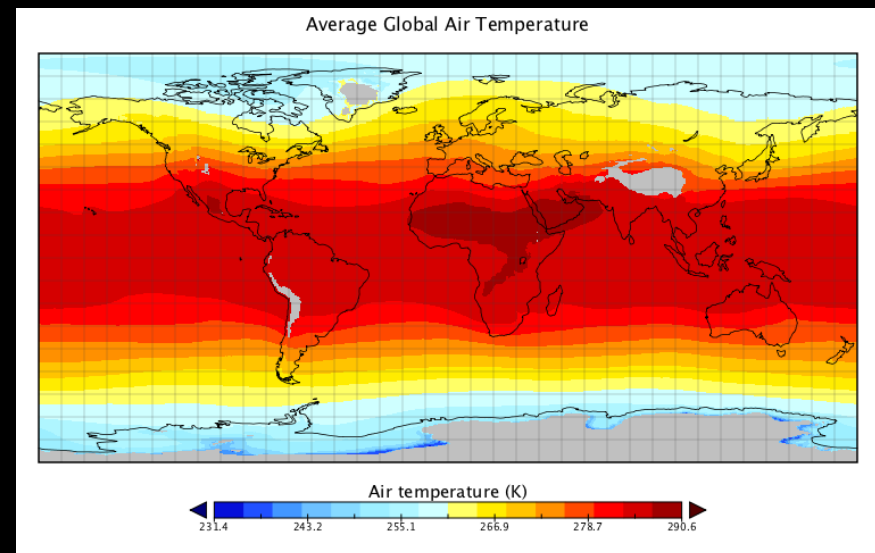 Average Global Air Temperature
Air temperature (K)
231.4 243.2 255.1 266.9 278.7 290.6